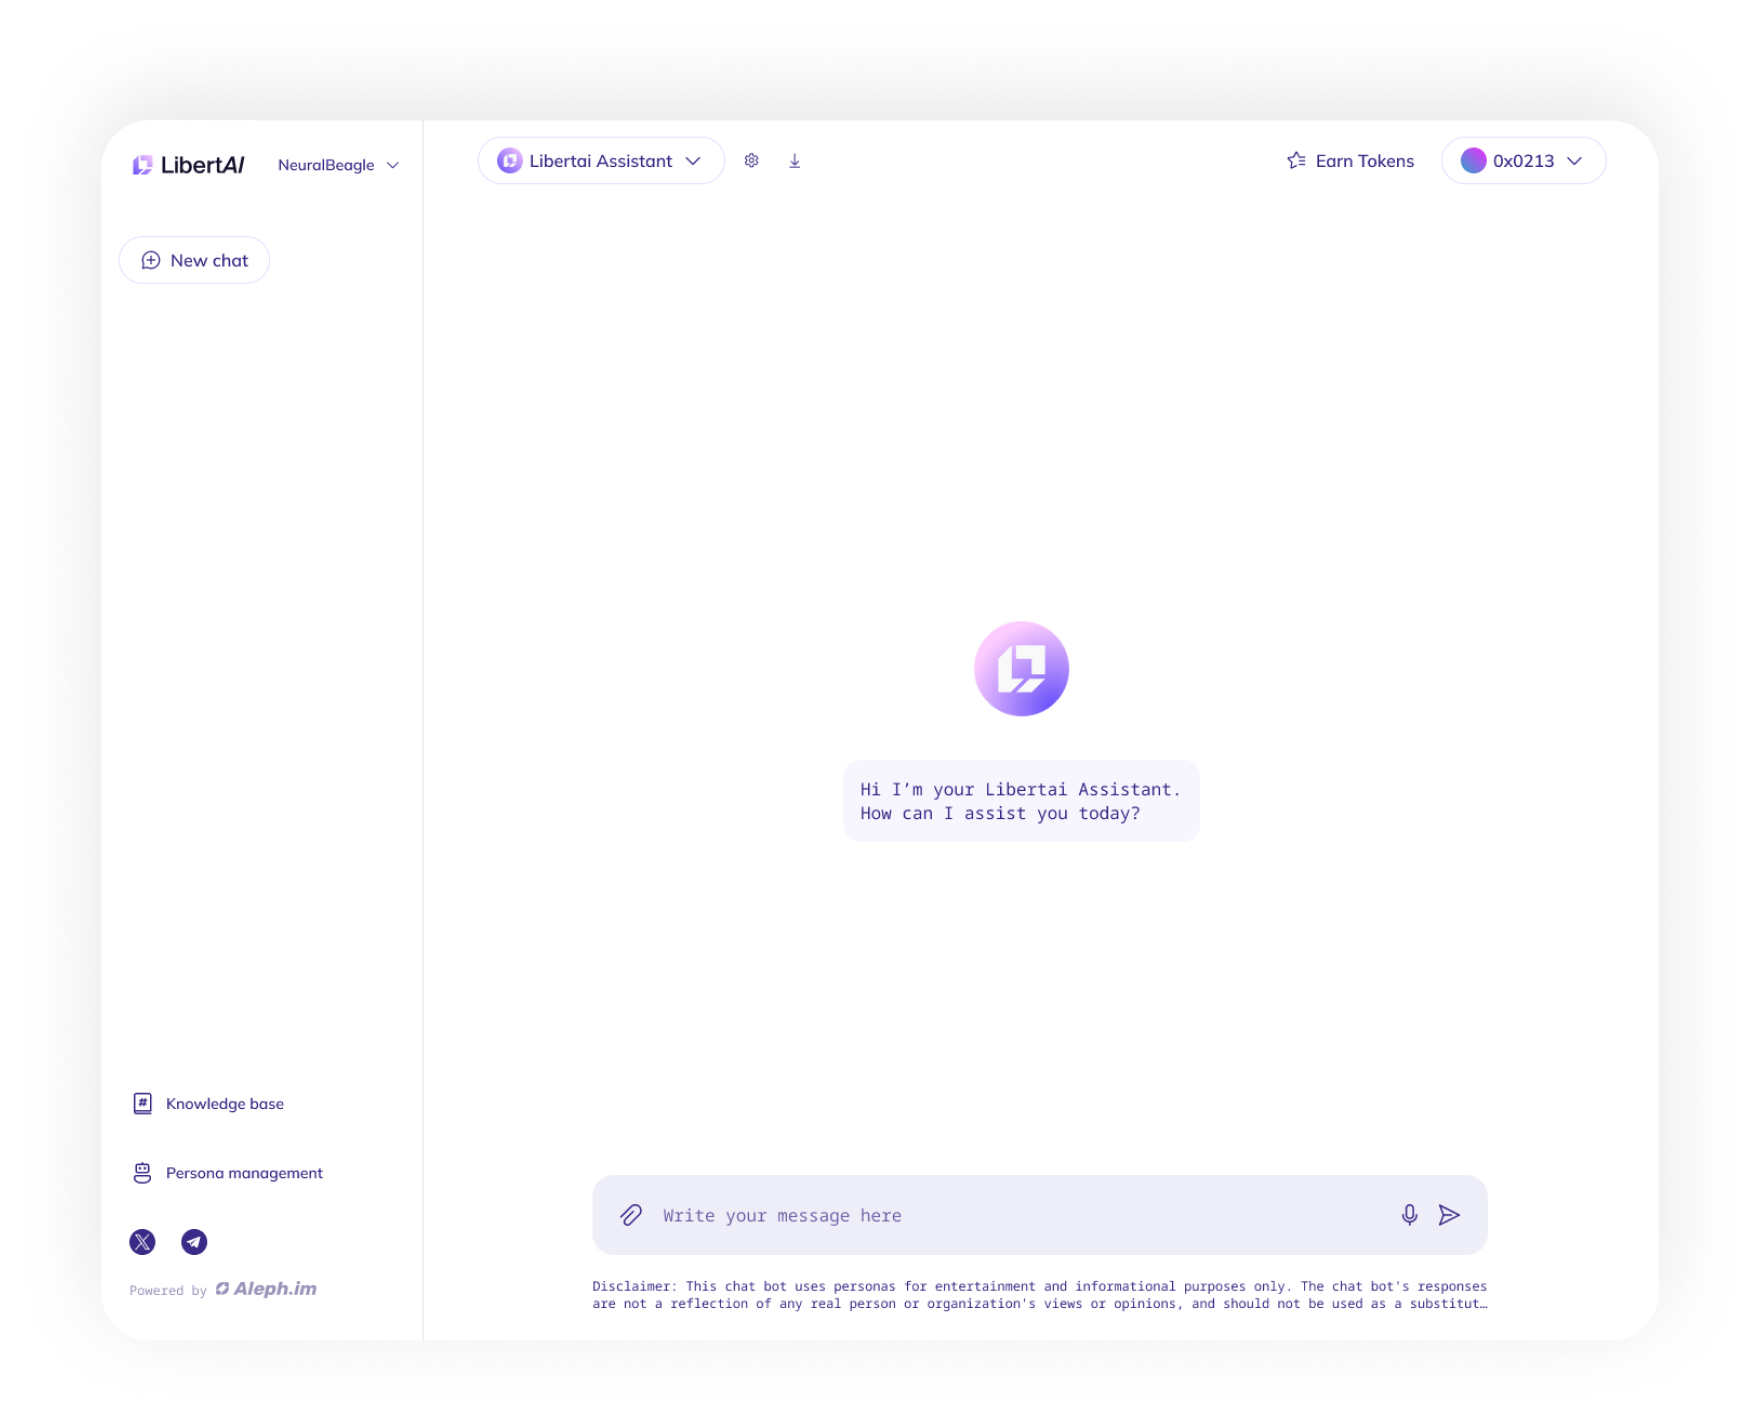 LibertAI
NeuralBeagle
Libertai Assistant
Earn Tokens
0x0213
New chat
Hi I’m your Libertai Assistant.
How can I assist you today?
Knowledge base
Persona management
Write your message here
Powered by Aleph.im
Disclaimer: This chat bot uses personas for entertainment and informational purposes only. The chat bot's responses
are not a reflection of any real person or organization's views or opinions, and should not be used as a substitut…